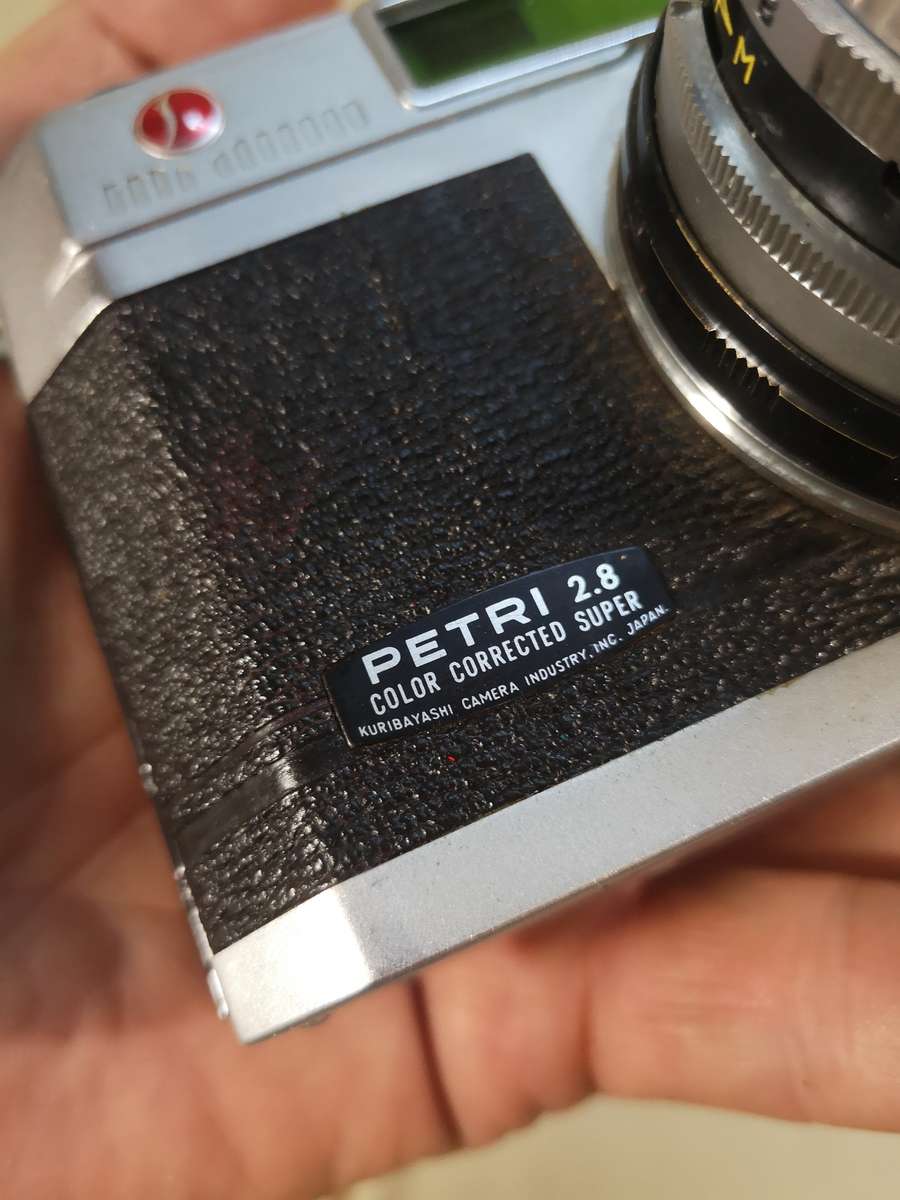 M
PETRI 2.8
COLOR CORRECTED SUPER
KURIBAYASHI CAMERA INDUSTRY, INC. JAPAN.